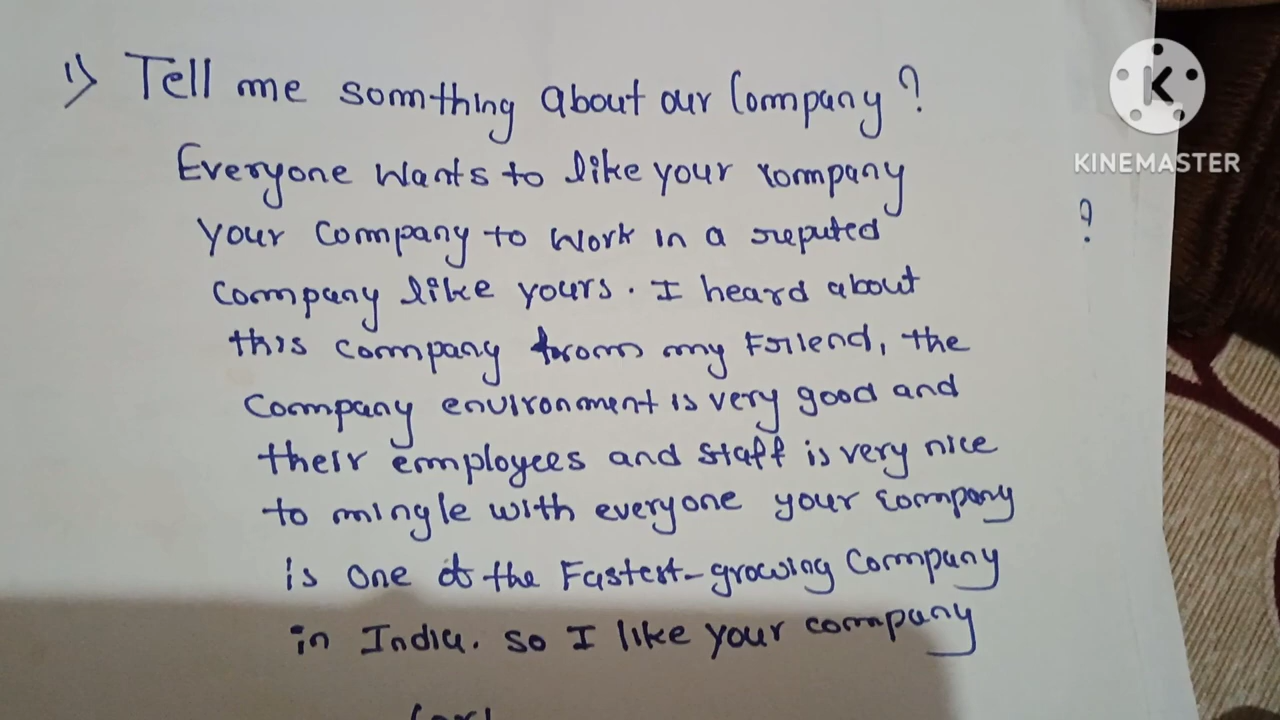 1) Tell me somthing about our Company ?
Everyone wants to like your company
your company to work in a reputed
company like yours. I heard about
this company from my Friend, the
company environment is very good and
their employees and staff is very nice
to mingle with everyone your company
is one of the Fastest-growing Company
in India. so I like your company
?
K
KINEMASTER